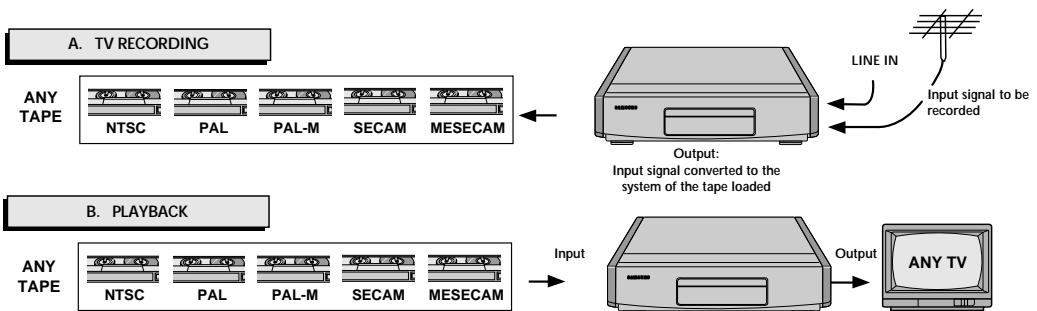 A. TV RECORDING
ANY
TAPE
NTSC
PAL
PAL-M
SECAM
MESECAM
SAMSUNG
LINE IN
Input signal to be
recorded
Output:
Input signal converted to the
system of the tape loaded
B. PLAYBACK
ANY
TAPE
NTSC
PAL
PAL-M
SECAM
MESECAM
Input
SAMSUNG
Output
ANY TV